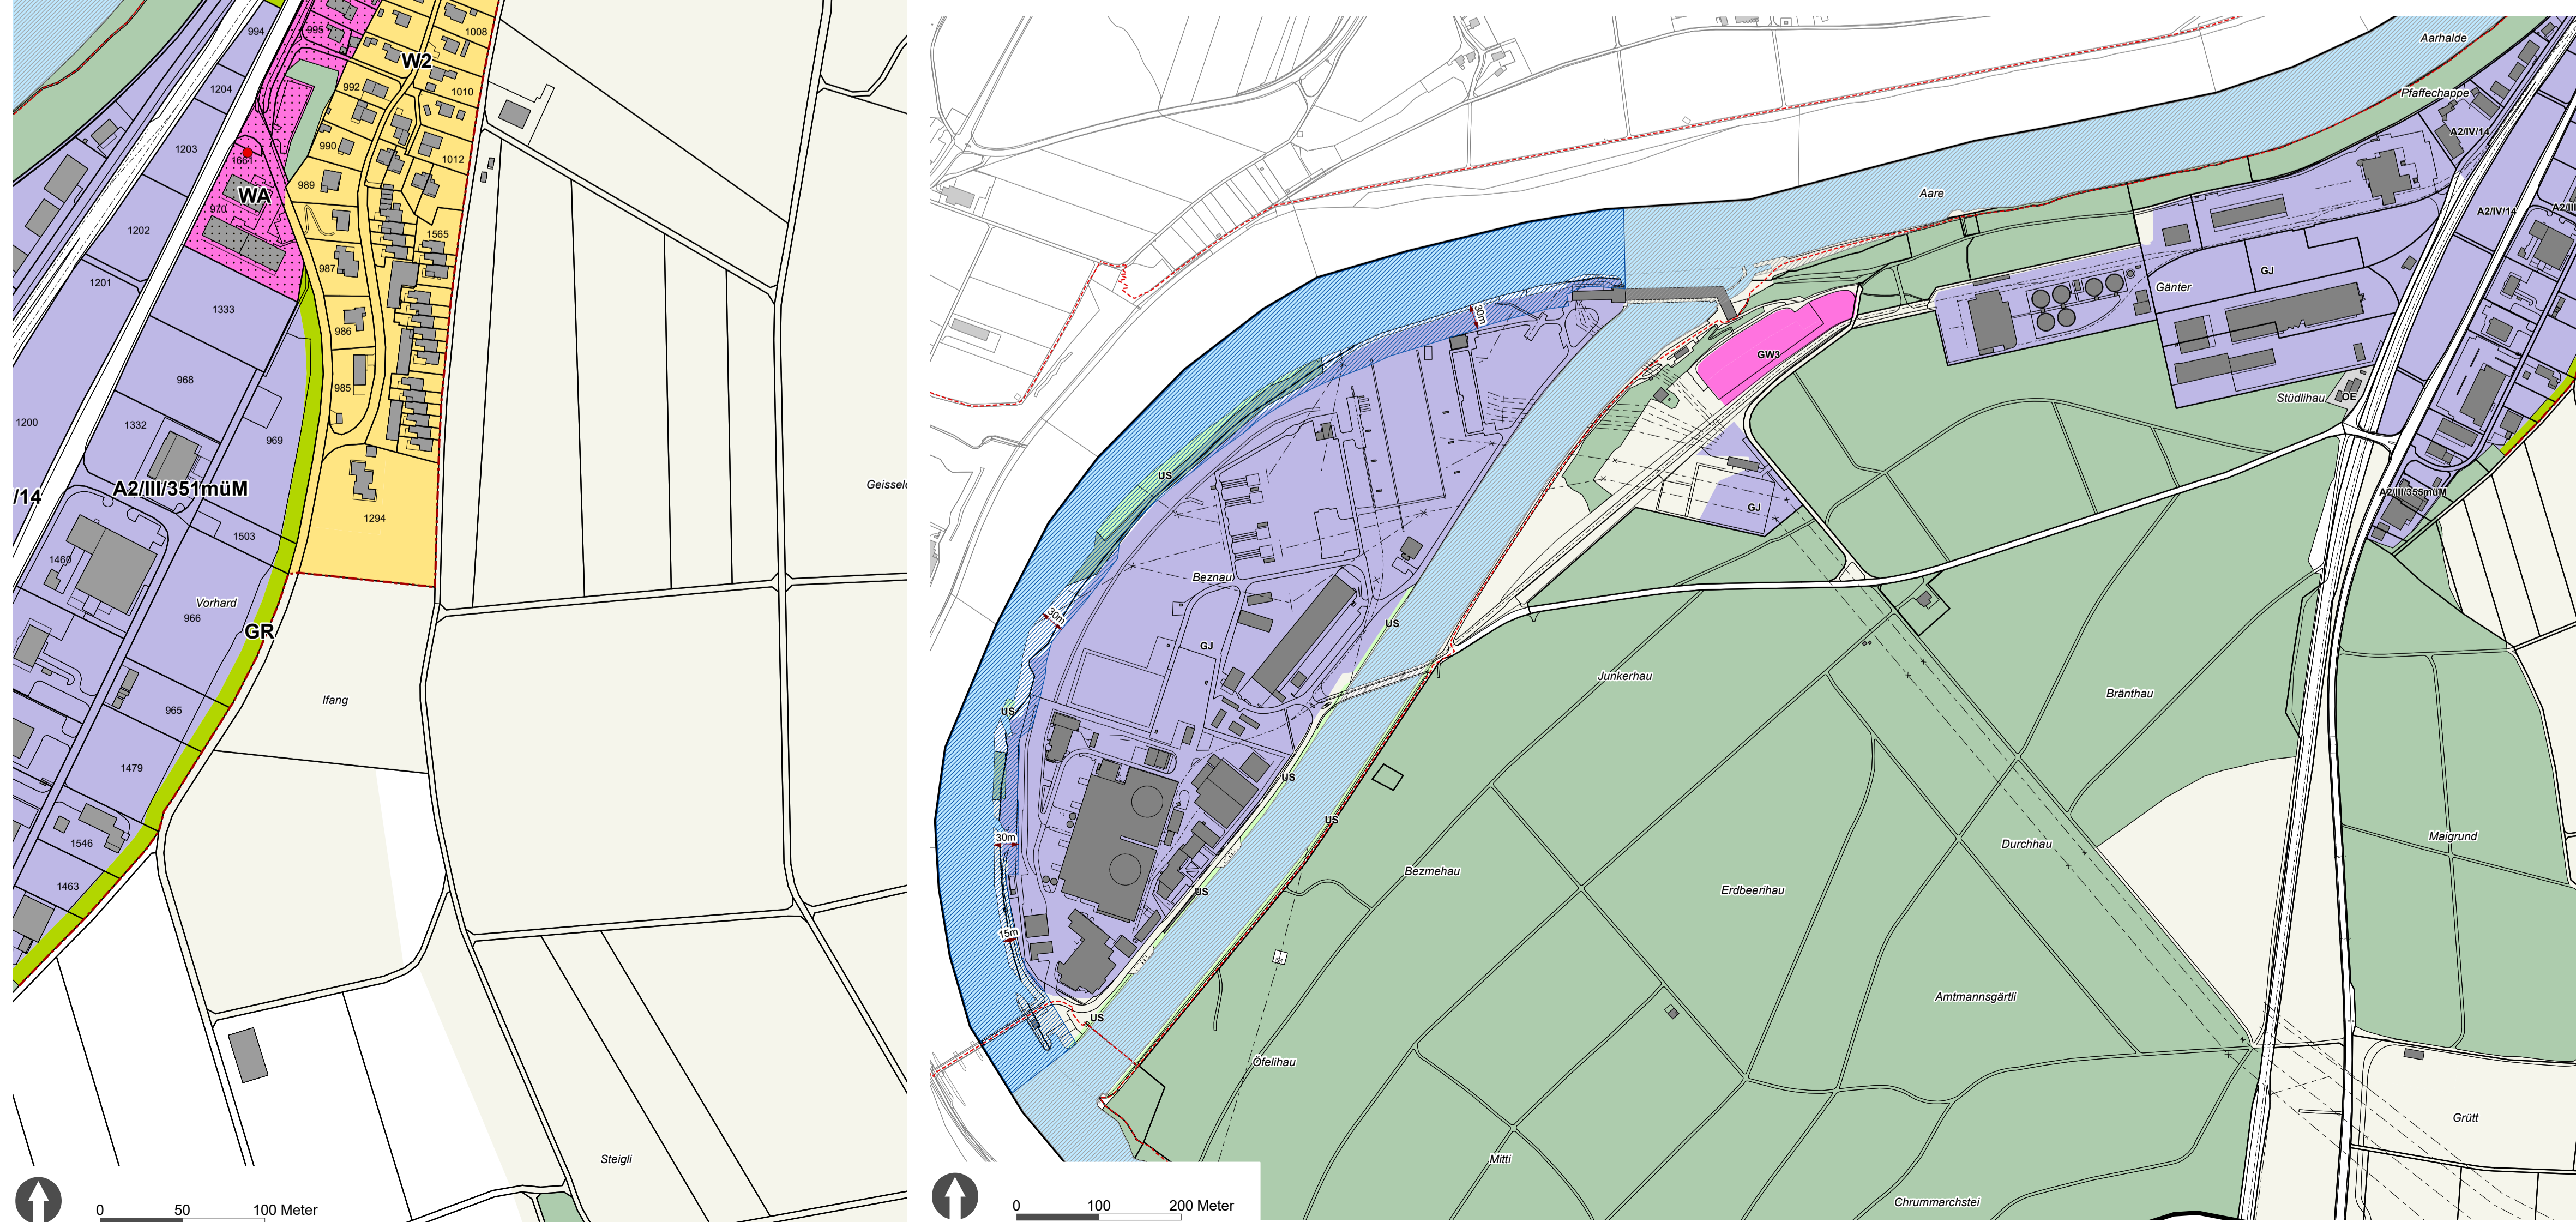 994
995
W2
1008
992
1010
1204
1203
1661
990
1012
WA
989
970
1202
1565
987
1201
1333
986
968
985
1332
969
1200
Geisseld
/14
A2/III/351müM
1294
1503
1460
Vorhard
966
GR
965
Ifang
1479
1546
1463
Steigli
0 50 100 Meter
Aarhalde
Pfaffechappe
A2/IV/14
Aare
A2/IV/14
A2/III
GJ
Gänter
30m
GW3
Stüdlihau
OE
US
A2/III/355müM
GJ
Beznau
30m
US
GJ
Junkerhau
Bränthau
US
US
US
30m
Maigrund
Durchhau
Bezmehau
Erdbeerihau
US
15m
Amtmannsgärtli
US
Öfelihau
Grütt
Mitti
Chrummarchstei
0 100 200 Meter